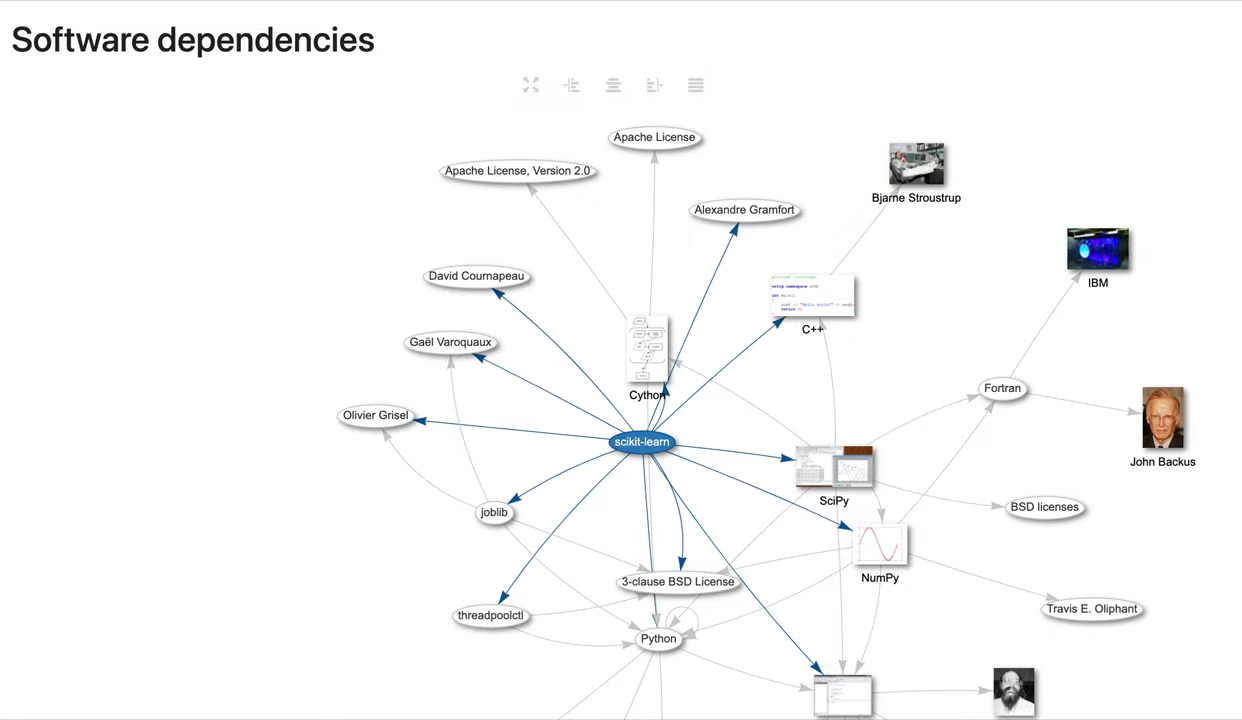 Software dependencies
Apache License
Apache License, Version 2.0
Bjarne Stroustrup
Alexandre Gramfort
David Cournapeau
IBM
C++
Gaël Varoquaux
Cython
Fortran
Olivier Grisel
scikit-learn
John Backus
SciPy
BSD licenses
joblib
NumPy
3-clause BSD License
Travis E. Oliphant
threadpoolctl
Python